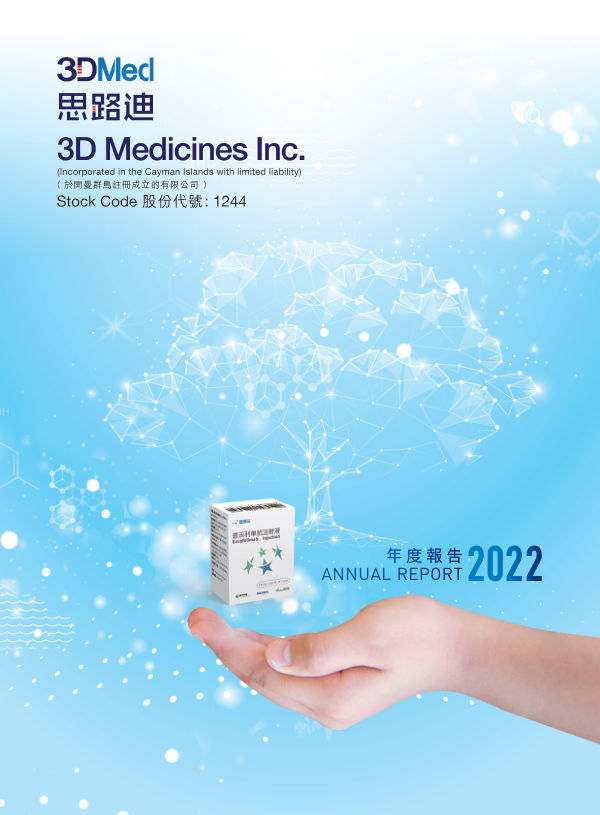 3DMed
思路迪
3D Medicines Inc.
(Incorporated in the Cayman Islands with limited liability)
（於開曼群島註冊成立的有限公司）
Stock Code 股份代號: 1244
恩沃利单抗注射液
Envafolimab Injection
年度報告
ANNUAL REPORT 2022